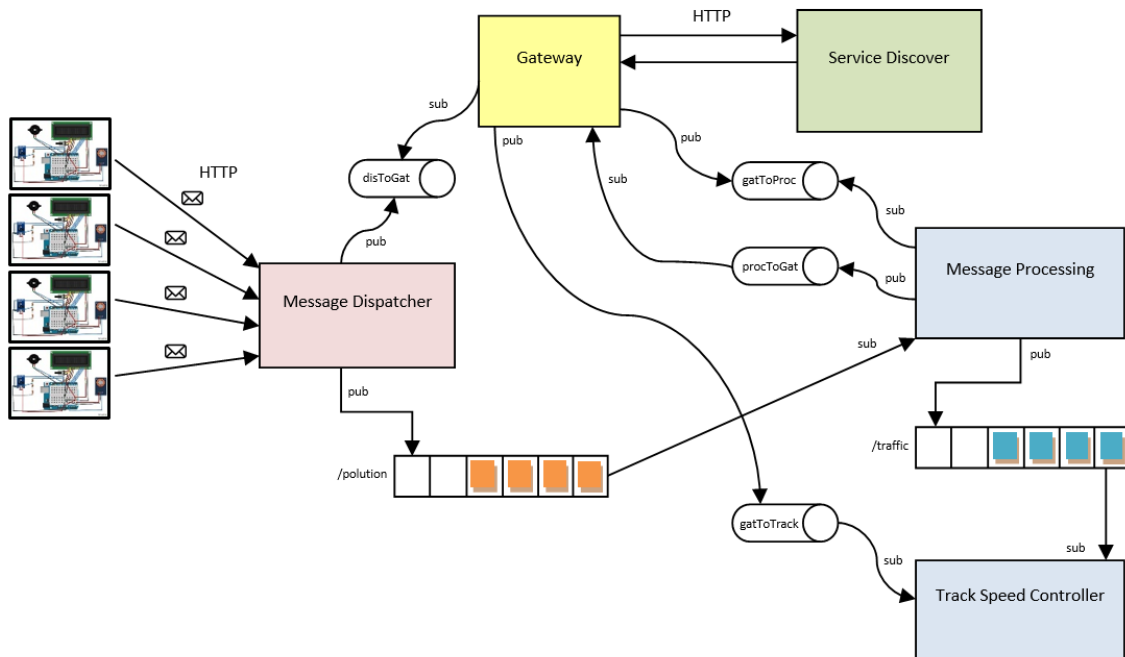 HTTP
Gateway
Service Discover
sub
pub
pub
HTTP
disToGat
gatToProc
sub
sub
pub
procToGat
pub
Message Processing
Message Dispatcher
sub
pub
pub
/traffic
/polution
gatToTrack
sub
sub
Track Speed Controller